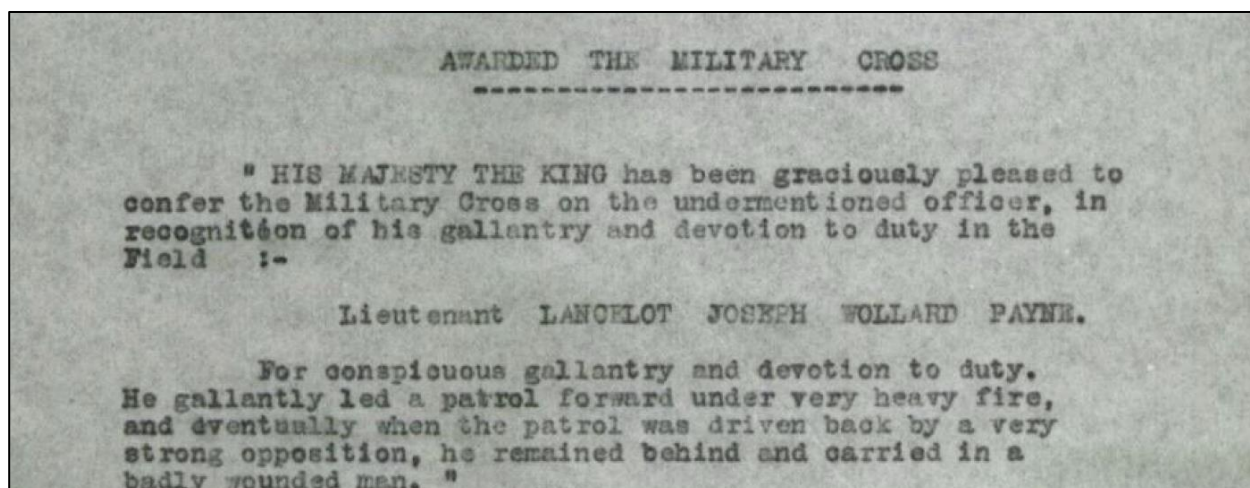 AWARDED THE MILITARY CROSS
" HIS MAJESTY THE KING has been graciously pleased to
confer the Military Cross on the undermentioned officer, in
recognition of his gallantry and devotion to duty in the
Field :-
Lieutenant LANCELOT JOSEPH WOLLARD PAYNE.
For conspicuous gallantry and devotion to duty.
He gallantly led a patrol forward under very heavy fire,
and dventually when the patrol was driven back by a very
strong opposition, he remained behind and carried in a
badly wounded man. "